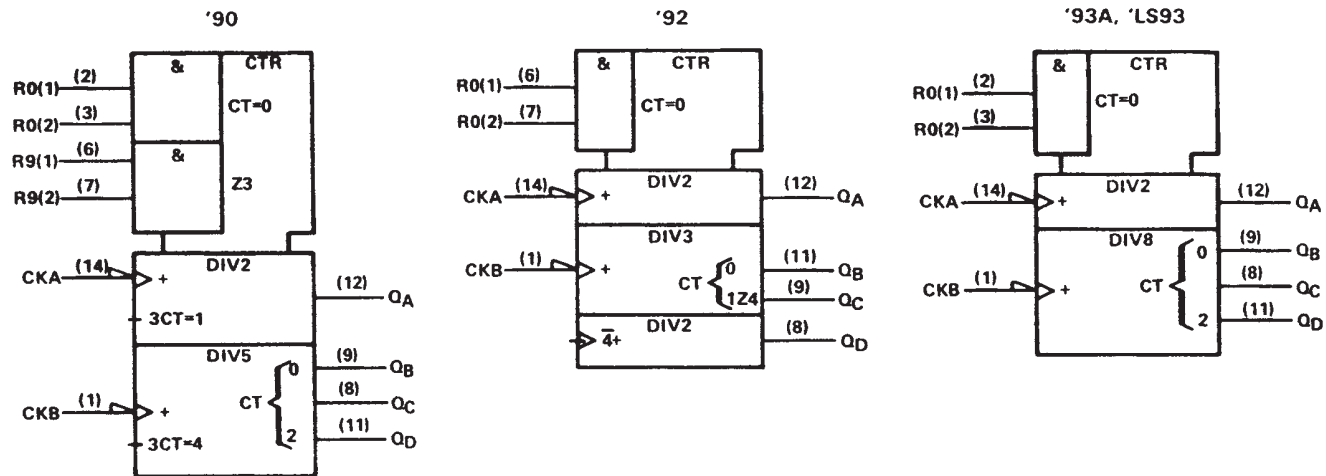 '90
&
CTR
R0(1) (2)
CT=0
R0(2) (3)
R9(1) (6)
&
Z3
R9(2) (7)
DIV2
CKA (14) +
(12) QA
3CT=1
DIV5
0 (9) QB
CKB (1) + CT (8) QC
3CT=4 2 (11) QD
'92
&
CTR
R0(1) (6)
CT=0
R0(2) (7)
DIV2
CKA (14) + (12) QA
DIV3
CKB (1) + CT 0 (11) QB
1Z4 (9) QC
DIV2
4+ (8) QD
'93A, 'LS93
&
CTR
R0(1) (2)
CT=0
R0(2) (3)
DIV2
CKA (14) + (12) QA
DIV8
0 (9) QB
CKB (1) + CT (8) QC
2 (11) QD